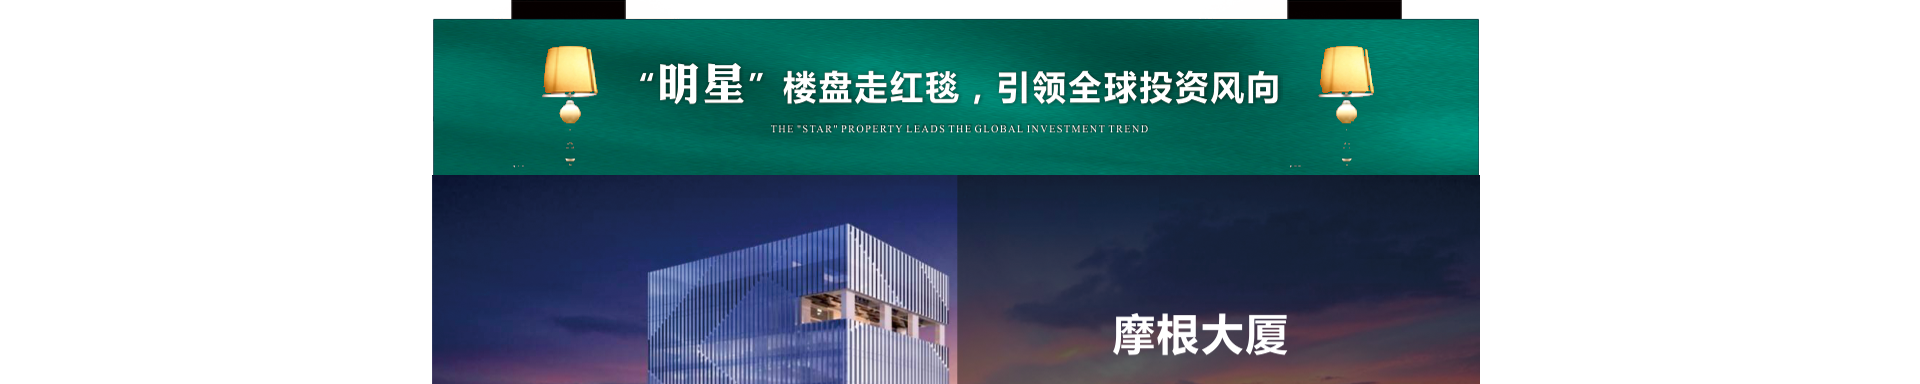 “明星”楼盘走红毯，引领全球投资风向
THE "STAR" PROPERTY LEADS THE GLOBAL INVESTMENT TREND
摩根大厦